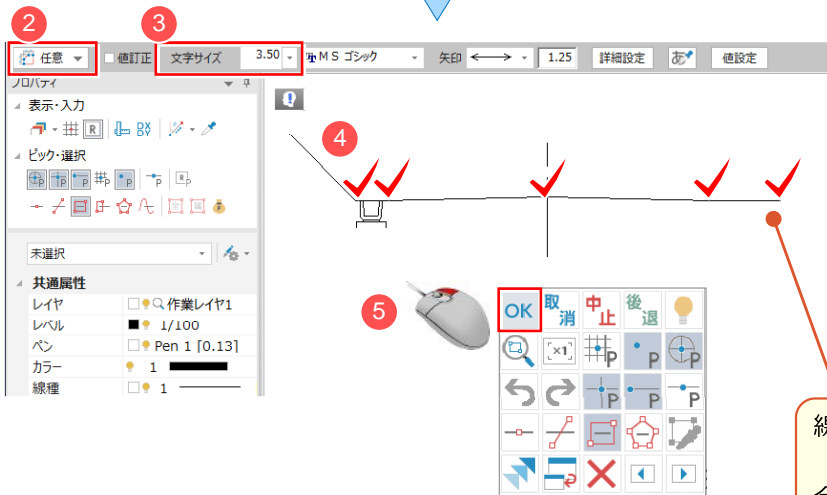 2
3
任意
値訂正
文字サイズ
3.50
MS ゴシック
矢印
1.25
詳細設定
あ
値設定
プロパティ
表示・入力
R
ピック・選択
P P P P P P R P
未選択
共通属性
レイヤ 作業レイヤ1
レベル 1/100
ペン Pen 1 [0.13]
カラー 1
線種 1
4
5
OK 取消 中止 後退
[×1] P P P
P P P